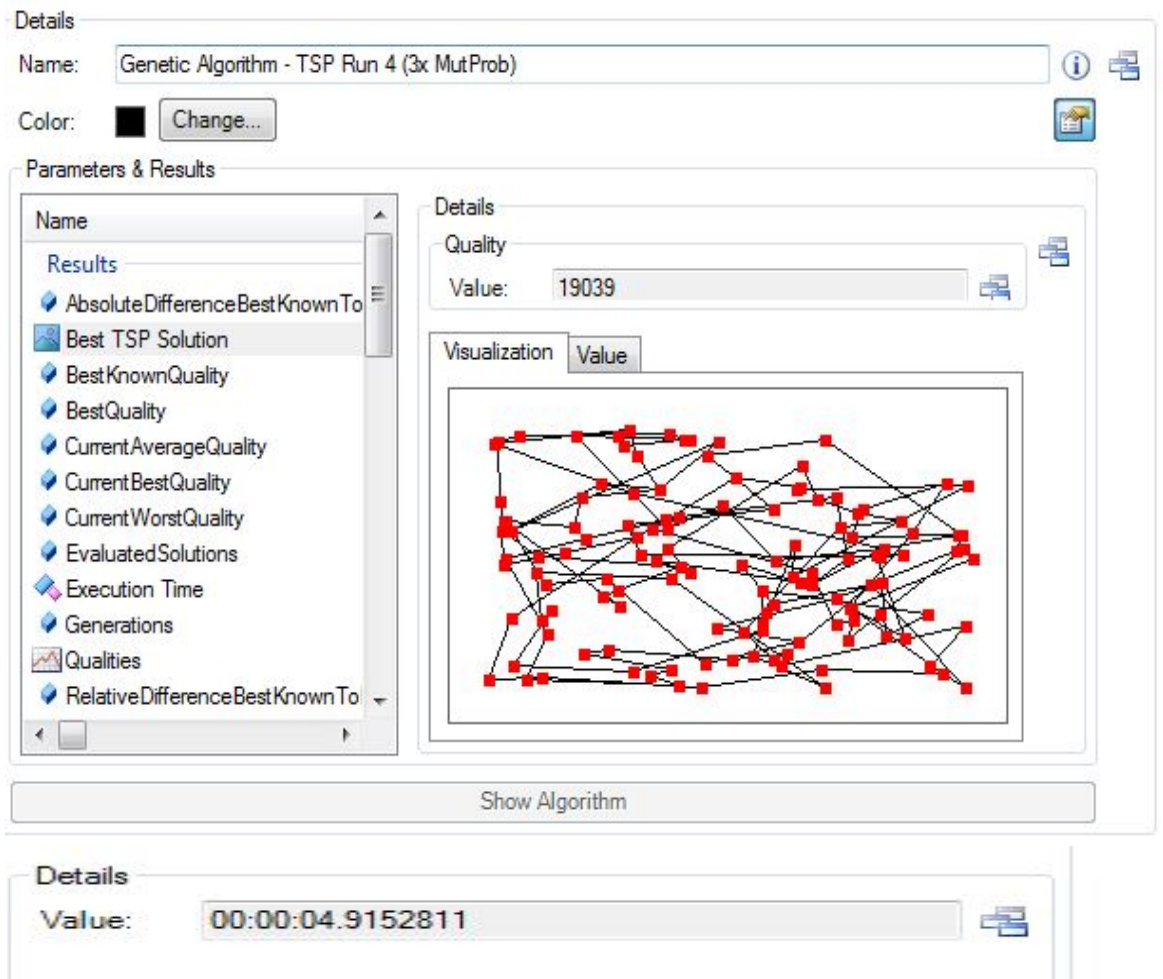 Details
Name: Genetic Algorithm - TSP Run 4 (3x MutProb)
Color: Change...
Parameters & Results
Name
Results
AbsoluteDifferenceBestKnownTo
Best TSP Solution
BestKnownQuality
BestQuality
CurrentAverageQuality
CurrentBestQuality
CurrentWorstQuality
EvaluatedSolutions
Execution Time
Generations
Qualities
RelativeDifferenceBestKnownTo
Details
Quality
Value: 19039
Visualization Value
Show Algorithm
Details
Value: 00:00:04.9152811